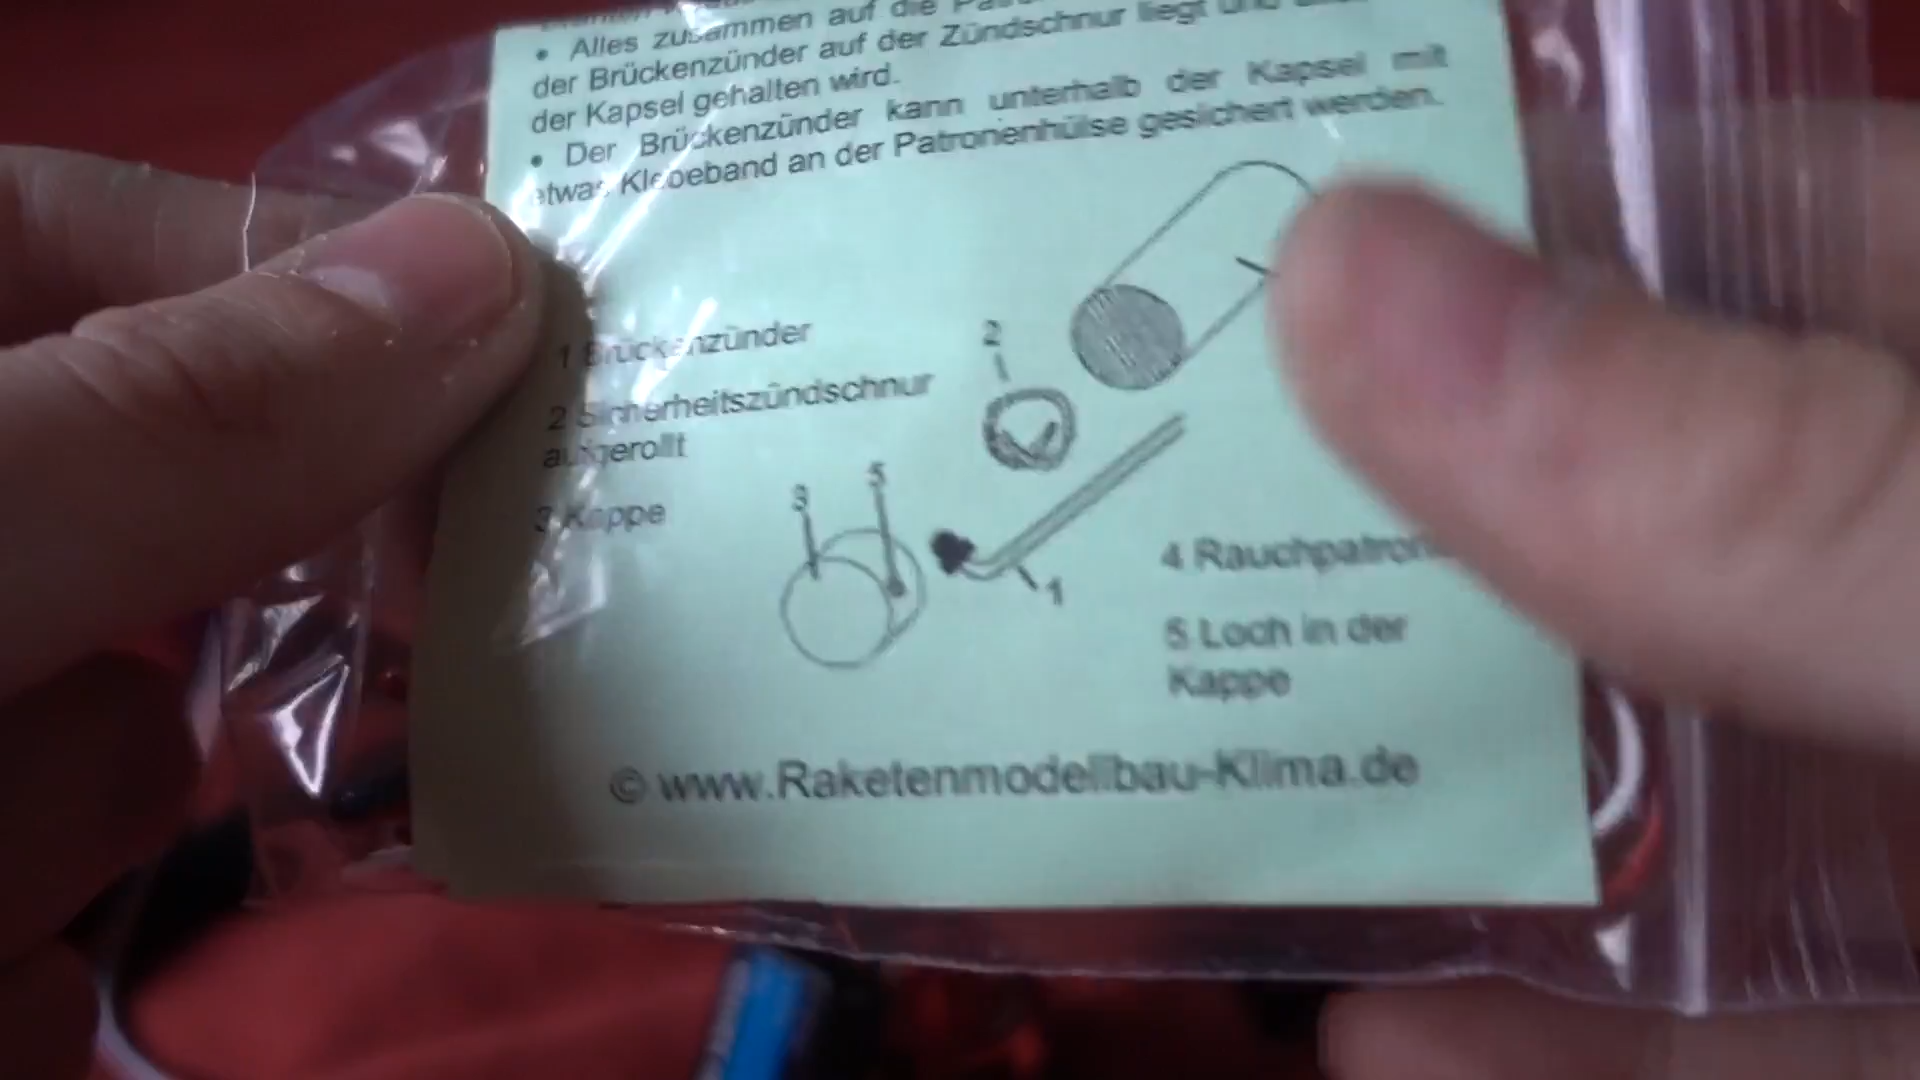 • Alles zusammen auf die
der Brückenzünder auf der Zündschnur liegt und
der Kapsel gehalten wird.
• Der Brückenzünder kann unterhalb der Kapsel mit
etwas Klebeband an der Patronenhülse gesichert werden.
2
1 Brückenzünder
2 Sicherheitszündschnur
aufgerollt
3 5
3 Kappe
4 Rauchpatron
1
5 Loch in der
Kappe
© www.Raketenmodellbau-Klima.de